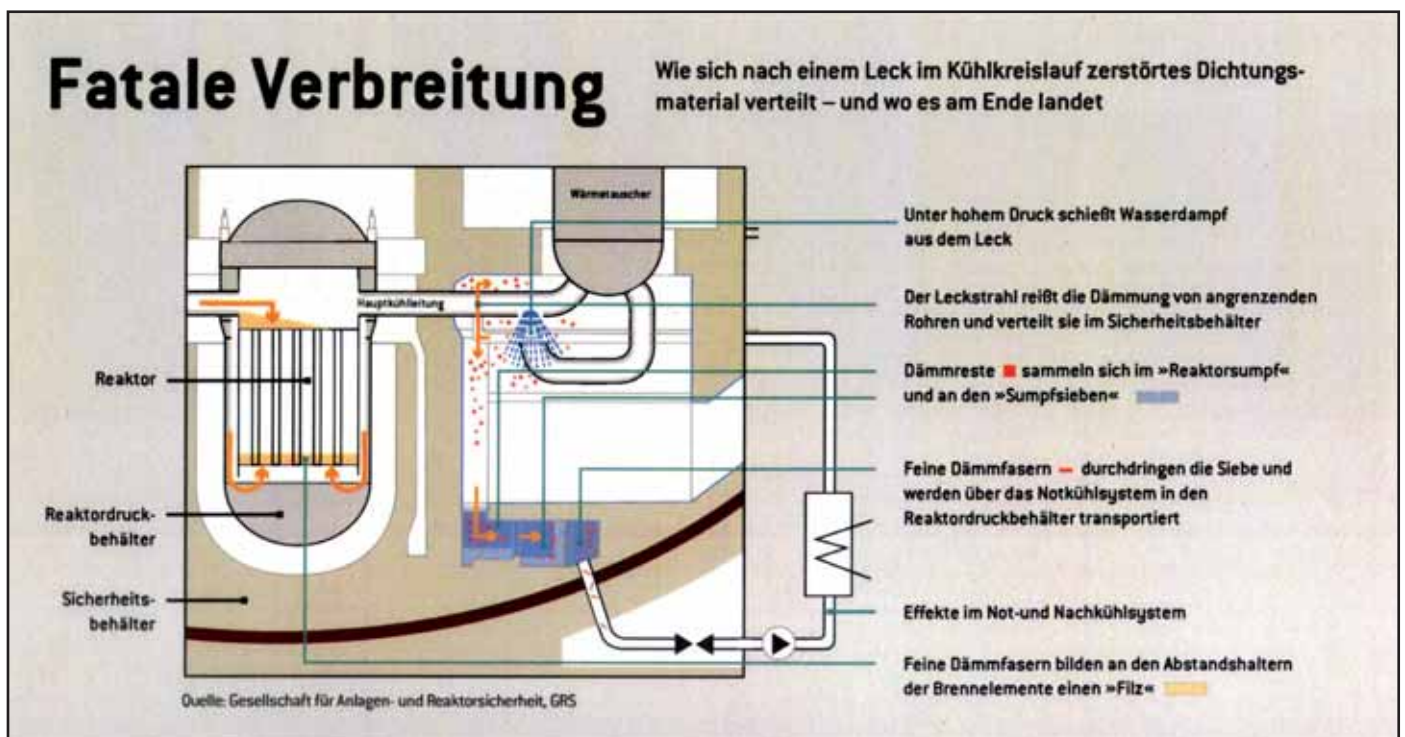 Fatale Verbreitung
Wie sich nach einem Leck im Kühlkreislauf zerstörtes Dichtungs-
material verteilt – und wo es am Ende landet
Wärmetauscher
Hauptkühlleitung
Reaktor
Reaktordruck-
behälter
Sicherheits-
behälter
Unter hohem Druck schießt Wasserdampf
aus dem Leck
Der Leckstrahl reißt die Dämmung von angrenzenden
Rohren und verteilt sie im Sicherheitsbehälter
Dämmreste sammeln sich im »Reaktorsumpf«
und an den »Sumpfsieben«
Feine Dämmfasern durchdringen die Siebe und
werden über das Notkühlsystem in den
Reaktordruckbehälter transportiert
Effekte im Not-und Nachkühlsystem
Feine Dämmfasern bilden an den Abstandshaltern
der Brennelemente einen »Filz«
Quelle: Gesellschaft für Anlagen- und Reaktorsicherheit, GRS